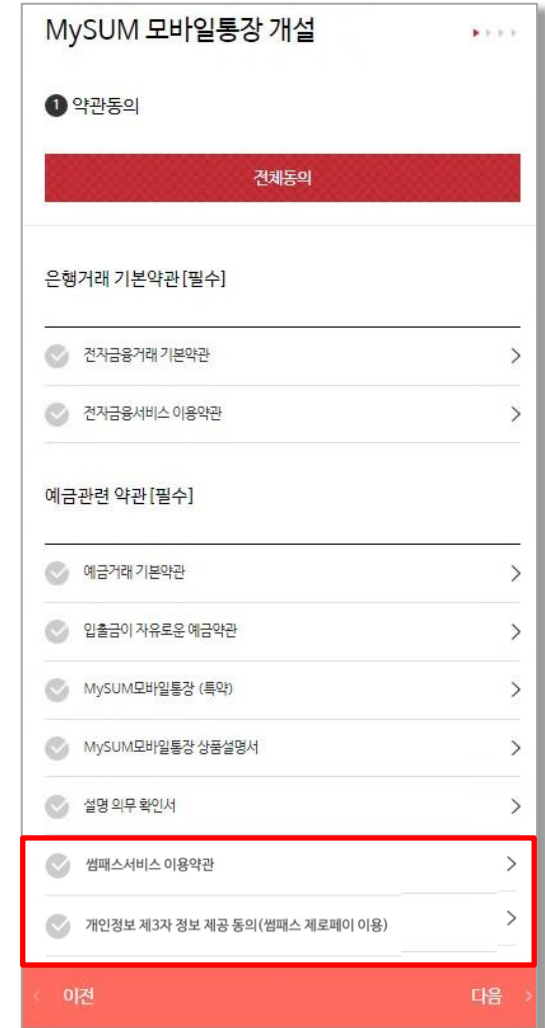 MySUM 모바일통장 개설
1 약관동의
전체동의
은행거래 기본약관[필수]
전자금융거래 기본약관
전자금융서비스 이용약관
예금관련 약관[필수]
예금거래 기본약관
입출금이 자유로운 예금약관
MySUM모바일통장 (특약)
MySUM모바일통장 상품설명서
설명 의무 확인서
썸패스서비스 이용약관
개인정보 제3자 정보 제공 동의(썸패스 제로페이 이용)
이전 다음